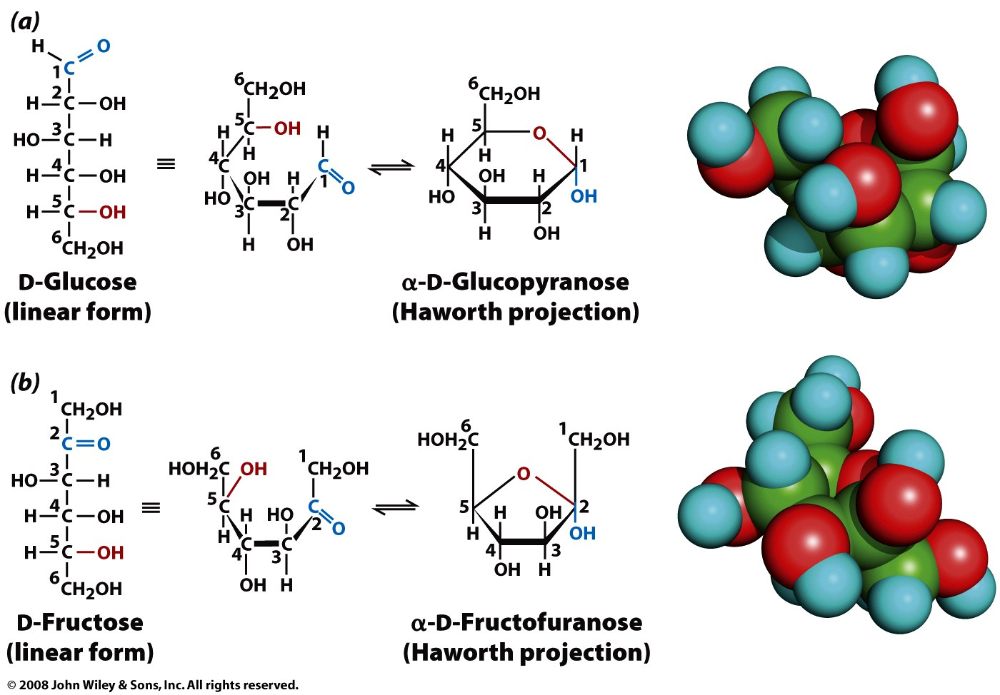 (a)
H O
1 C
2
H C OH
3
HO C H
4
H C OH
5
H C OH
6
CH2OH
D-Glucose
(linear form)
≡
6
CH2OH
5
C OH
H H H
4
C OH H C
1
HO C C O
3 2
H OH
⇌
6
CH2OH
5 O
H H H
4 OH H 1
HO OH
3 2
H OH
α-D-Glucopyranose
(Haworth projection)
(b)
1
CH2OH
2
C O
3
HO C H
4
H C OH
5
H C OH
6
CH2OH
D-Fructose
(linear form)
≡
6 1
HOH2C OH CH2OH
5
C H HO C
2
H C C O
4 3
OH H
⇌
6 1
HOH2C CH2OH
O
5 H OH 2
H OH
4 3
OH H
α-D-Fructofuranose
(Haworth projection)
© 2008 John Wiley & Sons, Inc. All rights reserved.